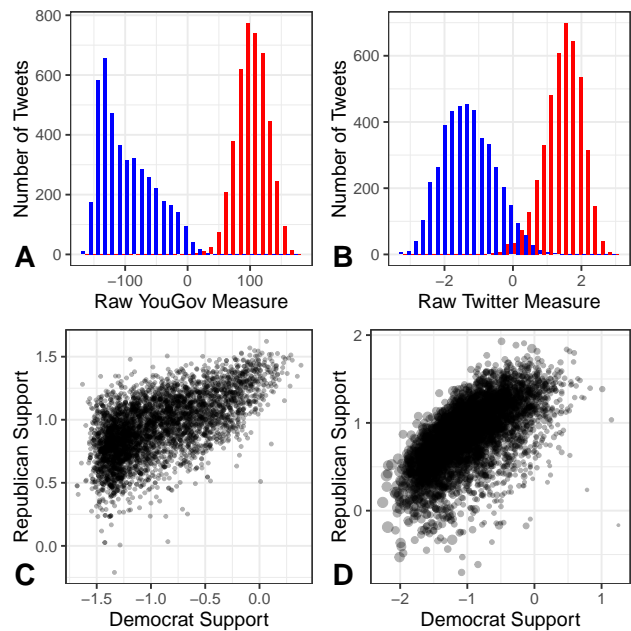 Number of Tweets
800
600
400
200
0
−100
0
100
A
Raw YouGov Measure
Number of Tweets
600
400
200
0
−2
0
2
B
Raw Twitter Measure
Republican Support
1.5
1.0
0.5
0.0
−1.5
−1.0
−0.5
0.0
C
Democrat Support
Republican Support
2
1
0
−2
−1
0
1
D
Democrat Support